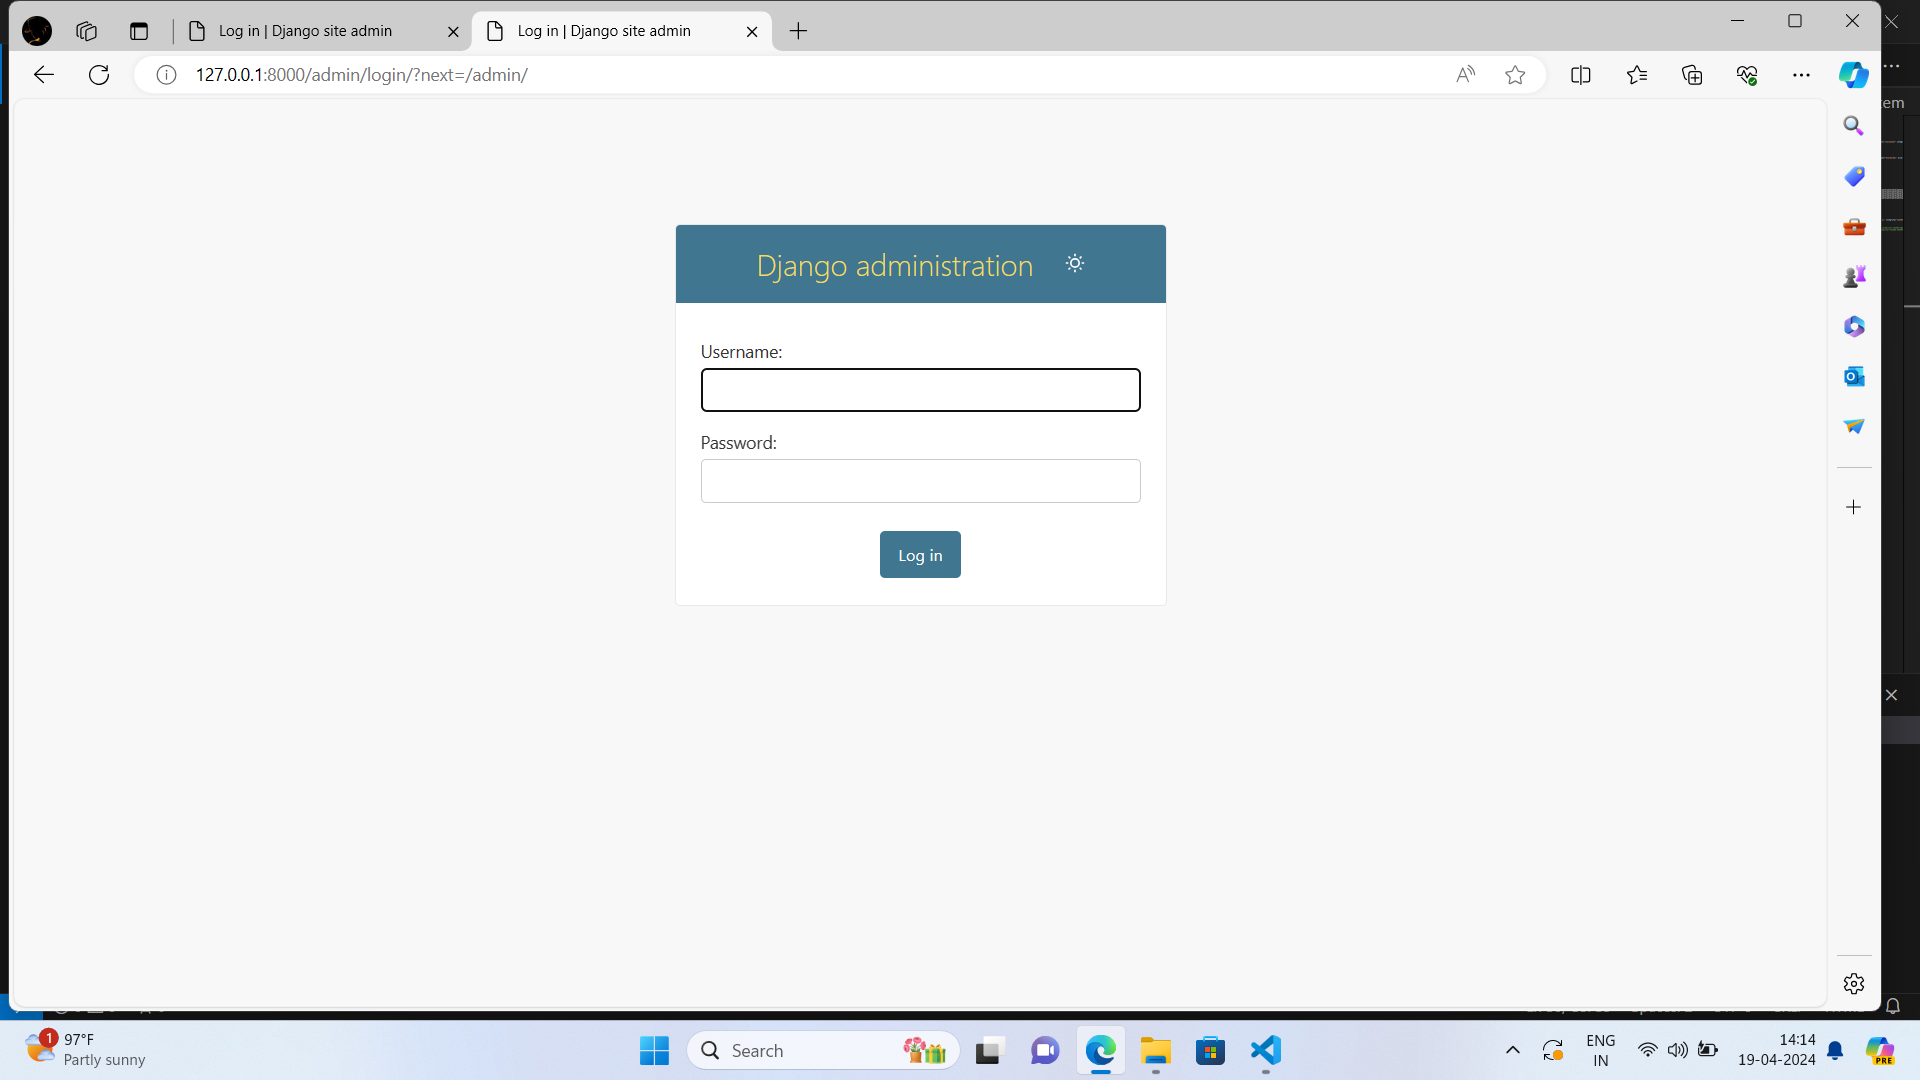 Log in | Django site admin
Log in | Django site admin
127.0.0.1:8000/admin/login/?next=/admin/
Django administration
Username:
Password:
Log in
1
97°F
Partly sunny
Search
ENG
IN
14:14
19-04-2024
PRE